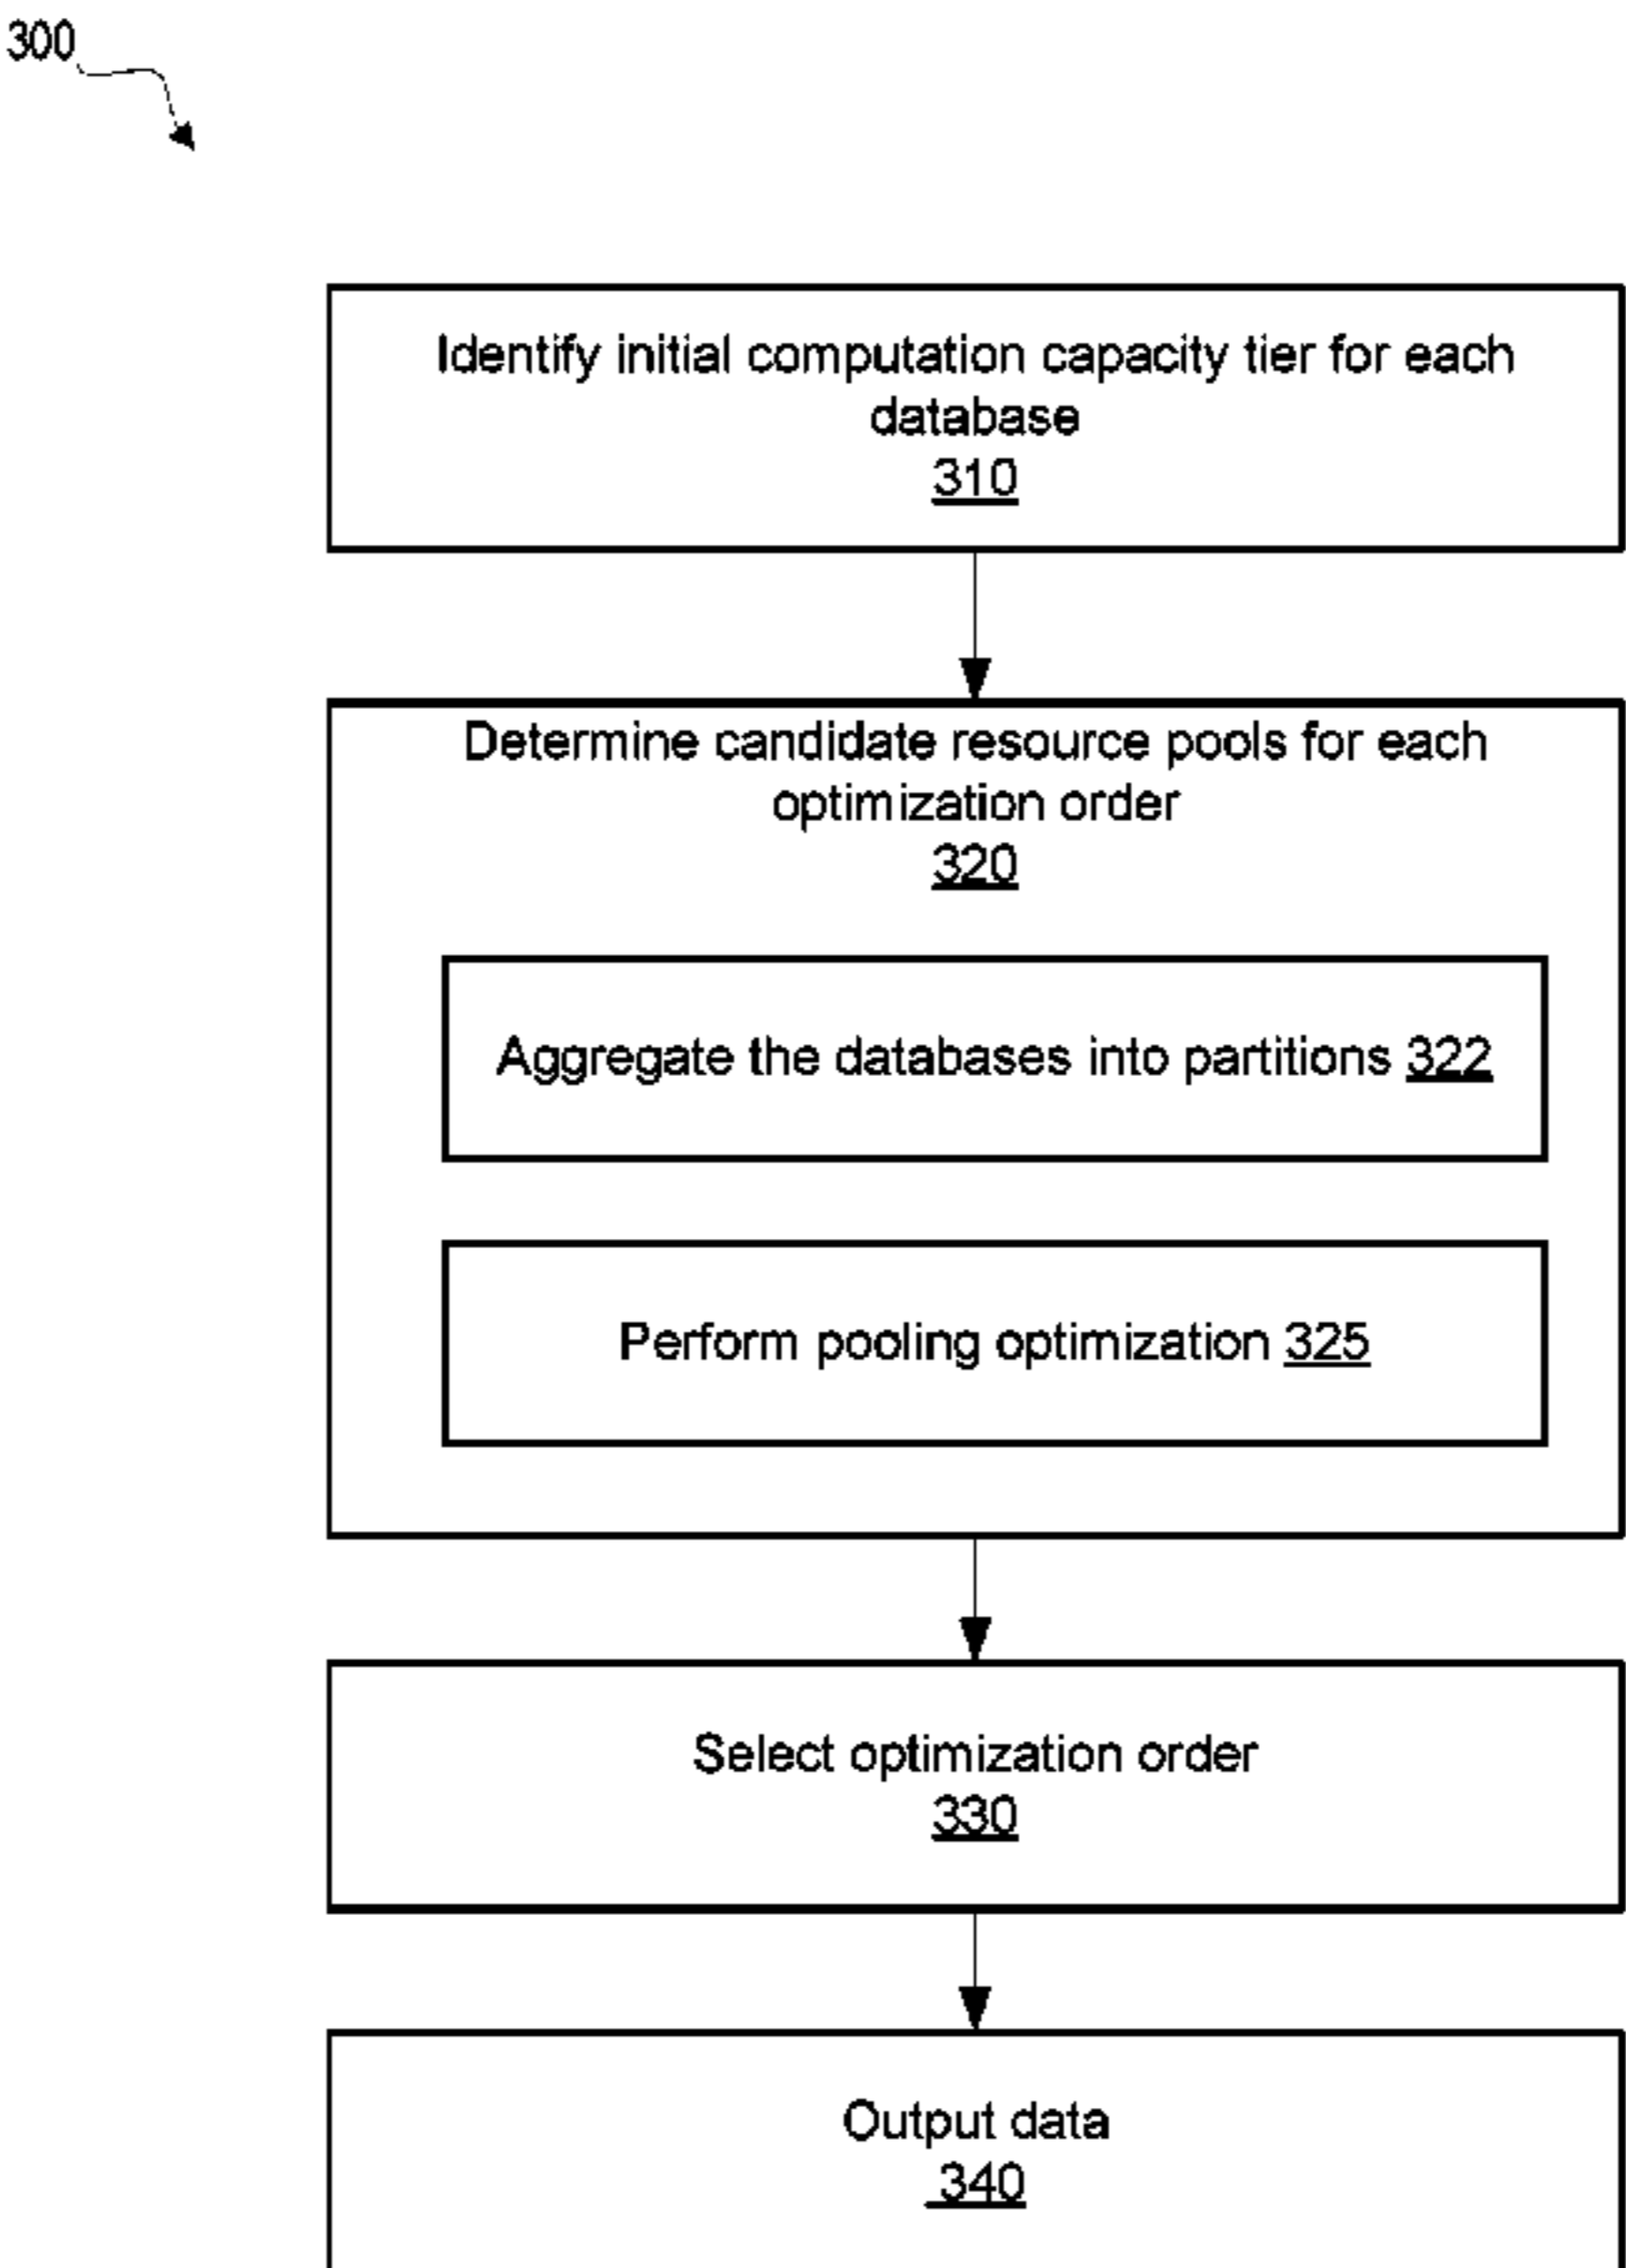 300
Identify initial computation capacity tier for each
database
310
Determine candidate resource pools for each
optimization order
320
Aggregate the databases into partitions 322
Perform pooling optimization 325
Select optimization order
330
Output data
340